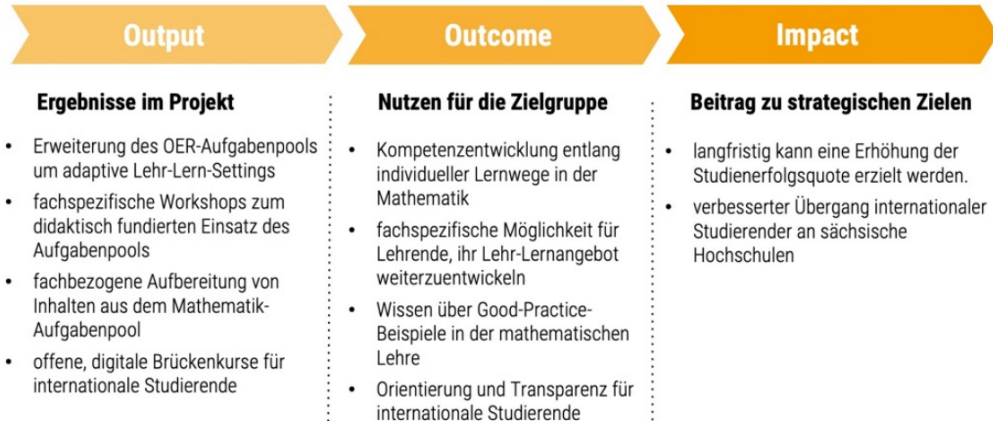 Output
Ergebnisse im Projekt
• Erweiterung des OER-Aufgabenpools
um adaptive Lehr-Lern-Settings
• fachspezifische Workshops zum
didaktisch fundierten Einsatz des
Aufgabenpools
• fachbezogene Aufbereitung von
Inhalten aus dem Mathematik-
Aufgabenpool
• offene, digitale Brückenkurse für
internationale Studierende
Outcome
Nutzen für die Zielgruppe
• Kompetenzentwicklung entlang
individueller Lernwege in der
Mathematik
• fachspezifische Möglichkeit für
Lehrende, ihr Lehr-Lernangebot
weiterzuentwickeln
• Wissen über Good-Practice-
Beispiele in der mathematischen
Lehre
• Orientierung und Transparenz für
internationale Studierende
Impact
Beitrag zu strategischen Zielen
• langfristig kann eine Erhöhung der
Studienerfolgsquote erzielt werden.
• verbesserter Übergang internationaler
Studierender an sächsische
Hochschulen